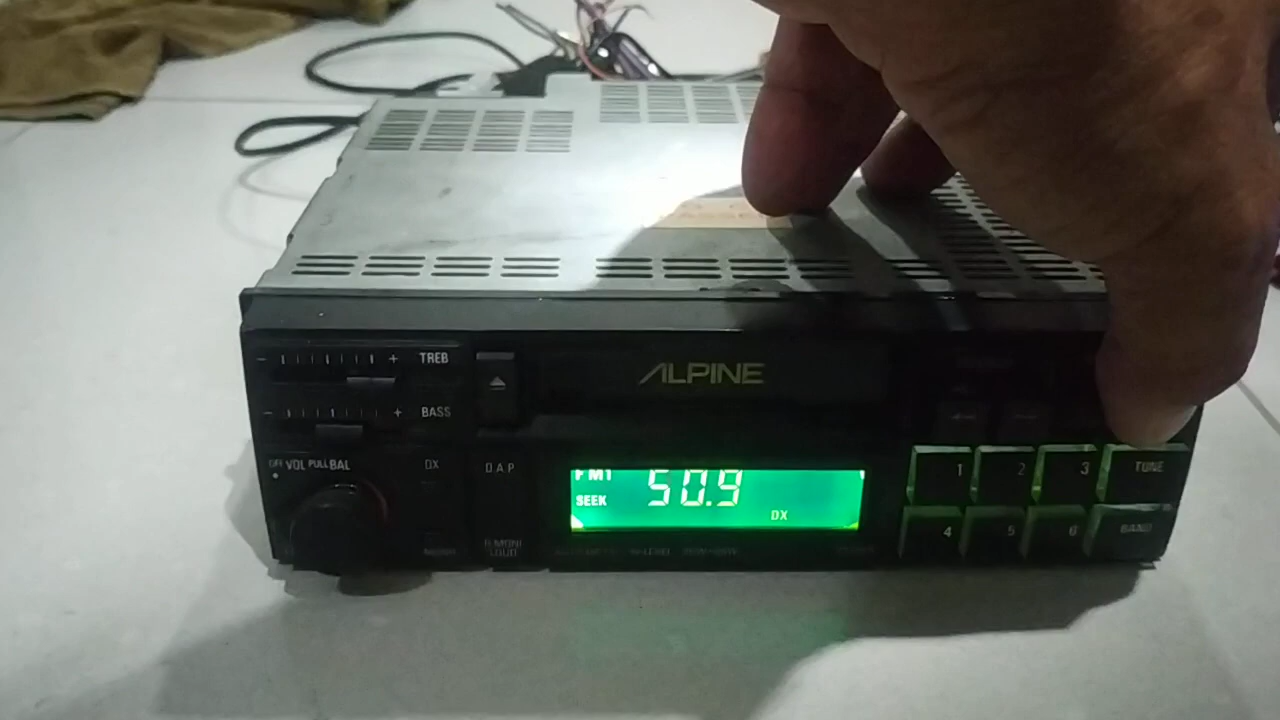 - + TREB
ALPINE
- + BASS
OFF VOL PULL BAL
DX
D.A.P
FM1 50.9
SEEK
DX
1 2 3 TUNE
4 5 6 BAND